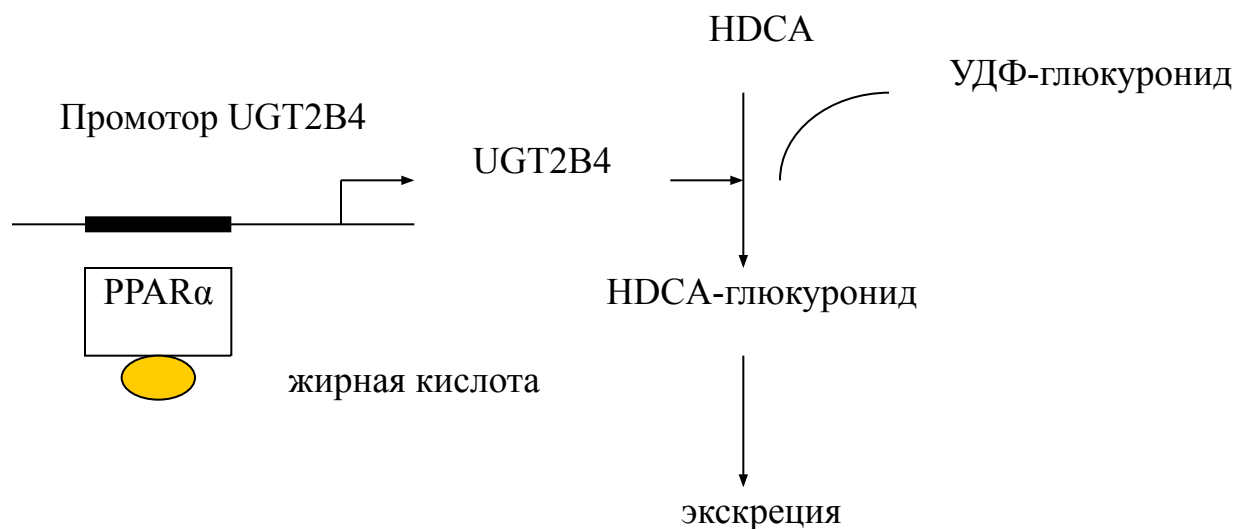 HDCA
УДФ-глюкуронид
Промотор UGT2B4
UGT2B4
PPARα
HDCA-глюкуронид
жирная кислота
экскреция